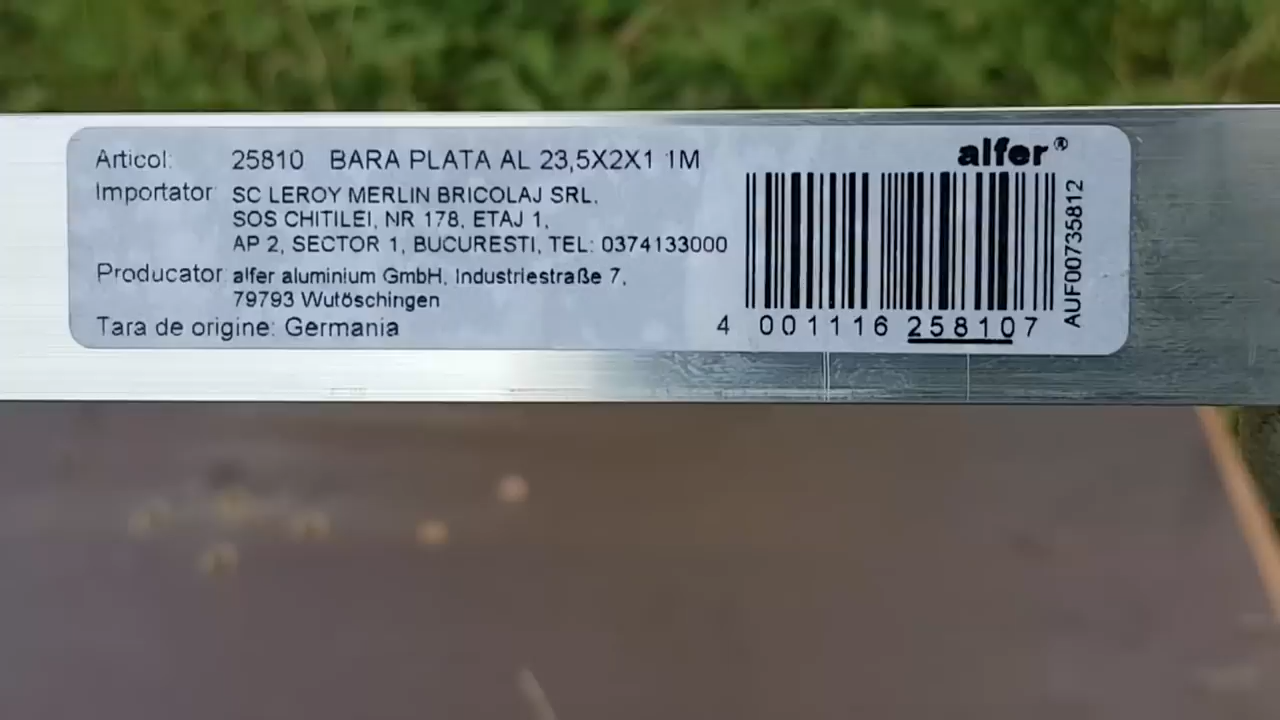 alfer®
Articol: 25810 BARA PLATA AL 23,5X2X1 1M
Importator SC LEROY MERLIN BRICOLAJ SRL.
SOS CHITILEI, NR 178, ETAJ 1,
AP 2, SECTOR 1, BUCURESTI, TEL: 0374133000
Producator alfer aluminium GmbH, Industriestraße 7,
79793 Wutöschingen
Tara de origine: Germania
4 001116 258107
AUF00735812